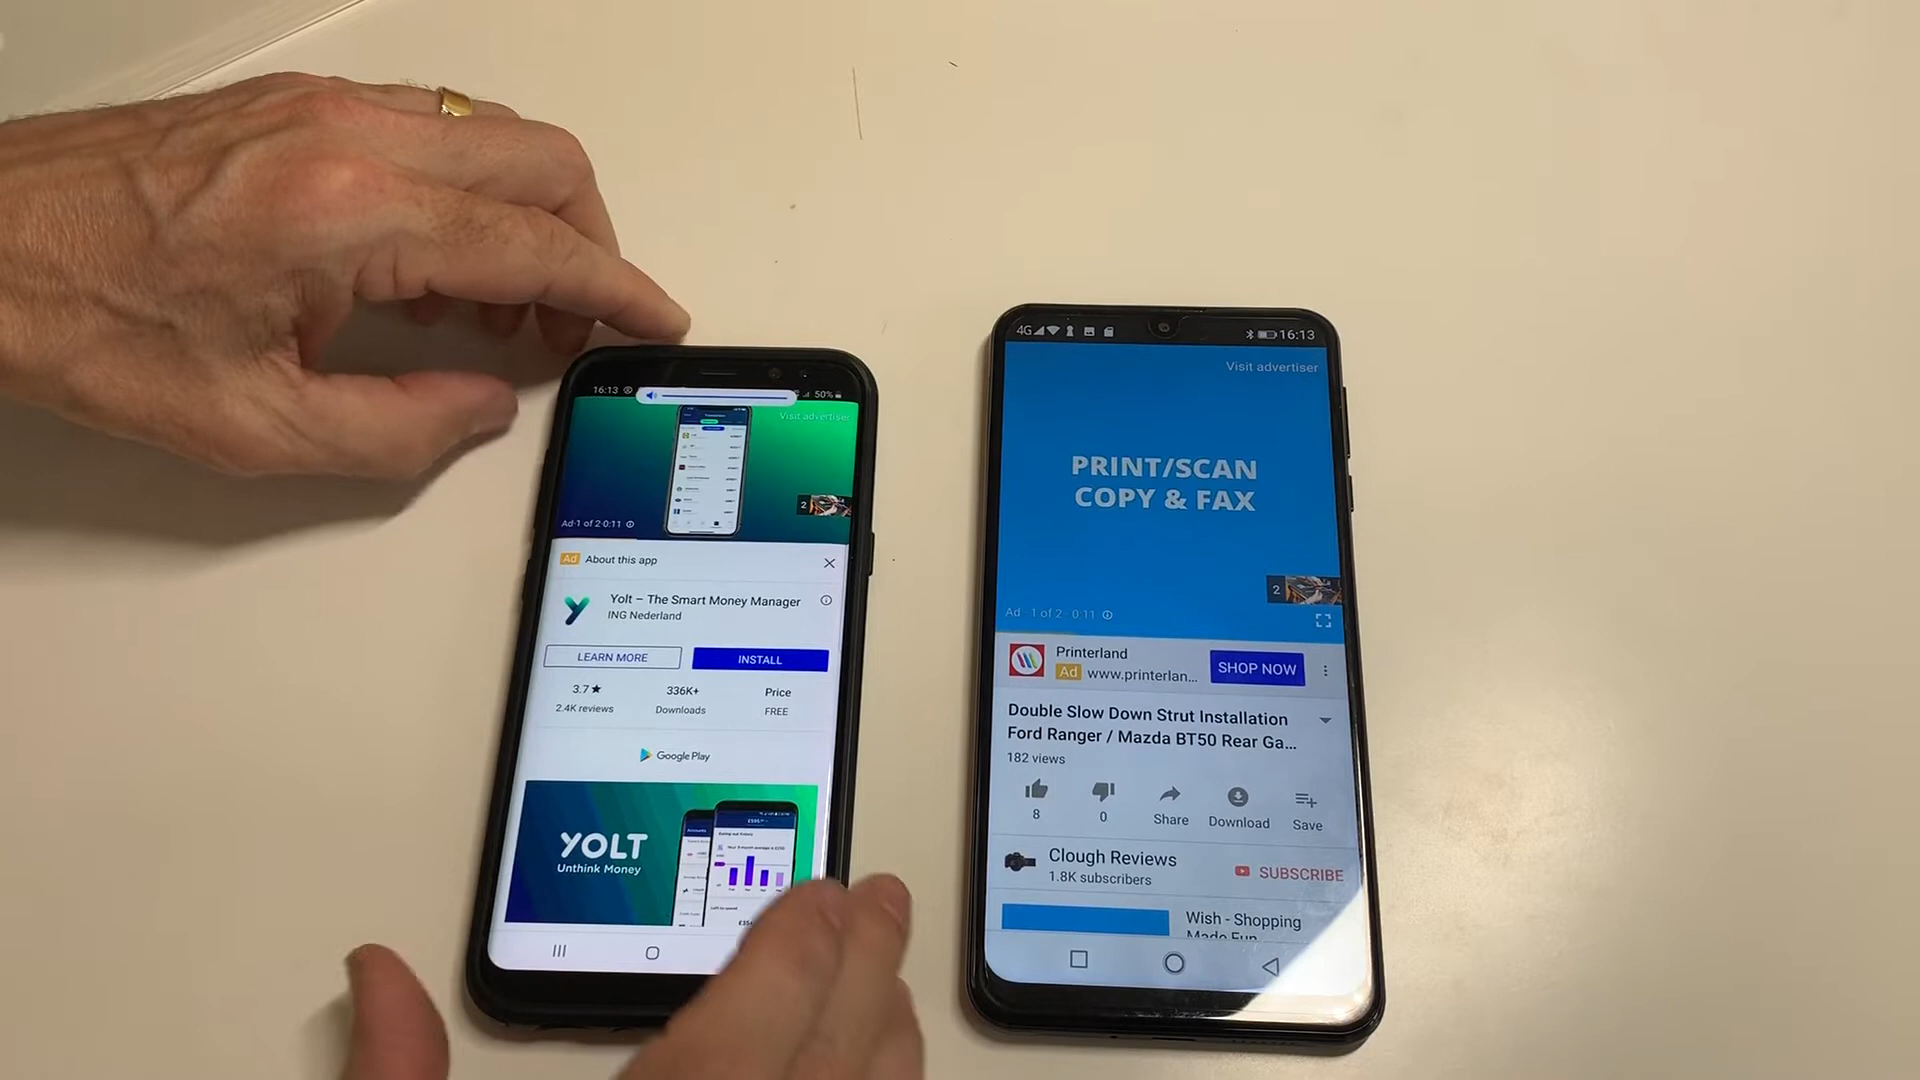 16:13
50%
Visit advertiser
2
Ad·1 of 2·0:11
Ad About this app
Yolt – The Smart Money Manager
ING Nederland
LEARN MORE
INSTALL
3.7★
336K+
Price
2.4K reviews
Downloads
FREE
Google Play
YOLT
Unthink Money
4G
16:13
Visit advertiser
PRINT/SCAN
COPY & FAX
2
Ad · 1 of 2 · 0:11
Printerland
Ad www.printerlan...
SHOP NOW
Double Slow Down Strut Installation
Ford Ranger / Mazda BT50 Rear Ga...
182 views
8
0
Share
Download
Save
Clough Reviews
1.8K subscribers
SUBSCRIBE
Wish - Shopping
Made Fun